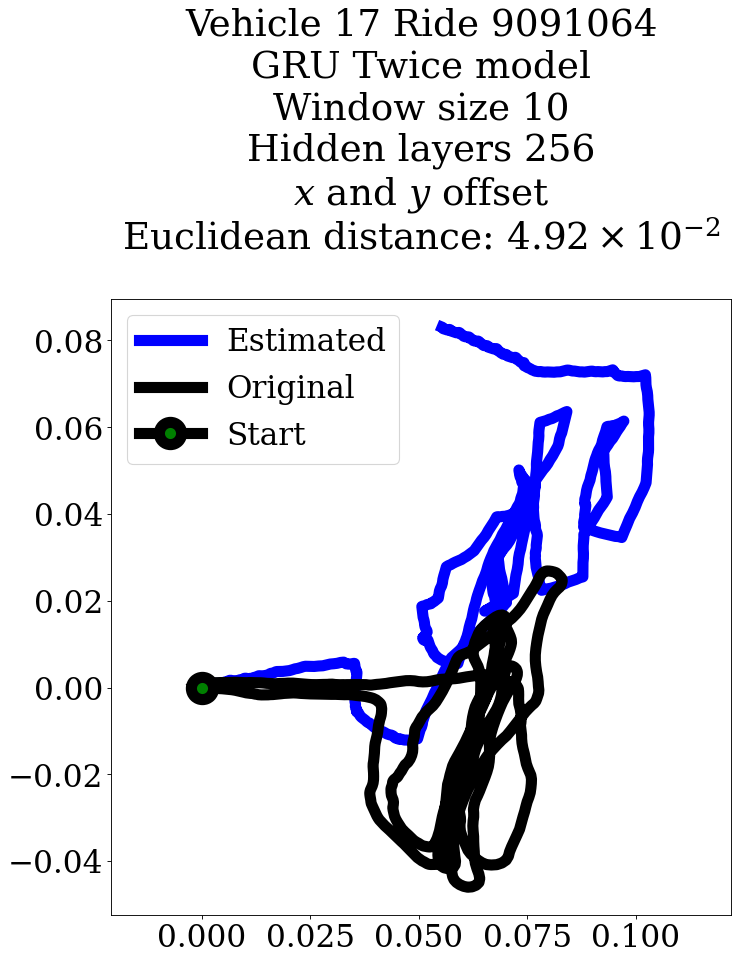 Vehicle 17 Ride 9091064
GRU Twice model
Window size 10
Hidden layers 256
x and y offset
Euclidean distance: 4.92 × 10⁻²
Estimated
Original
Start
0.08
0.06
0.04
0.02
0.00
−0.02
−0.04
0.000 0.025 0.050 0.075 0.100